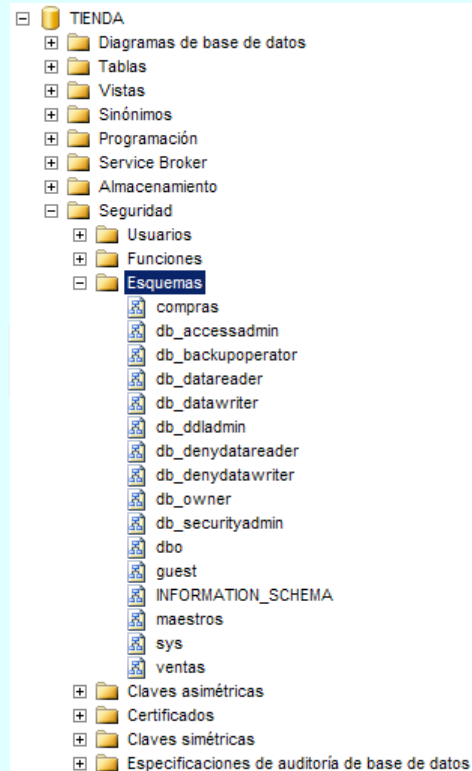 TIENDA
Diagramas de base de datos
Tablas
Vistas
Sinónimos
Programación
Service Broker
Almacenamiento
Seguridad
Usuarios
Funciones
Esquemas
compras
db_accessadmin
db_backupoperator
db_datareader
db_datawriter
db_ddladmin
db_denydatareader
db_denydatawriter
db_owner
db_securityadmin
dbo
guest
INFORMATION_SCHEMA
maestros
sys
ventas
Claves asimétricas
Certificados
Claves simétricas
Especificaciones de auditoría de base de datos